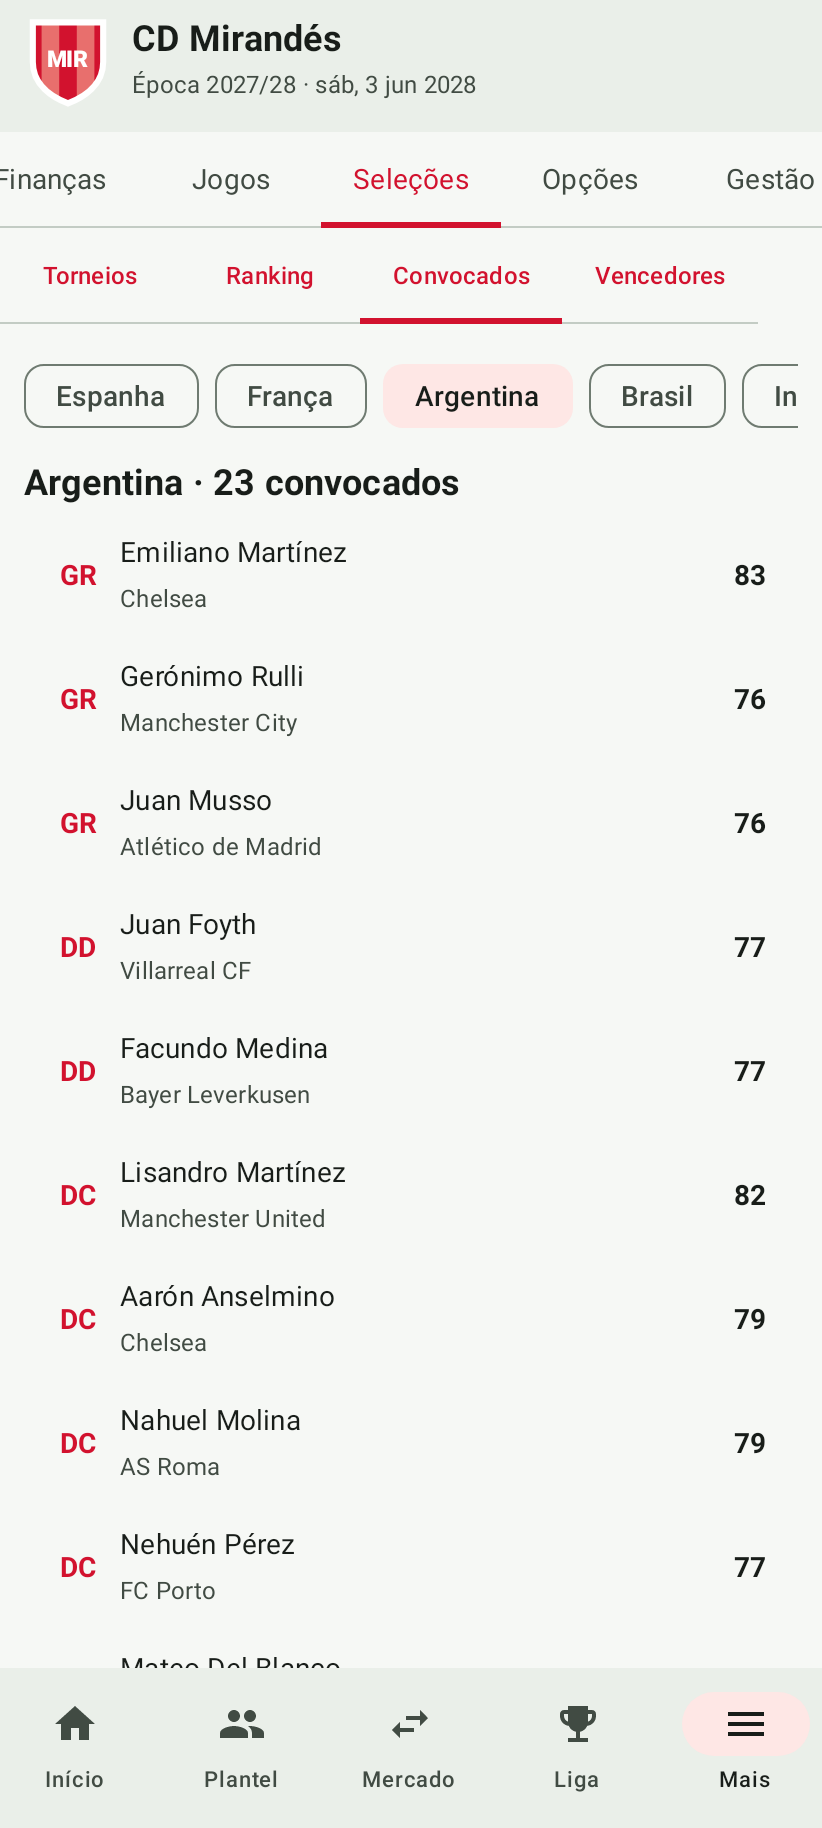 MIR
CD Mirandés
Época 2027/28 · sáb, 3 jun 2028
Finanças Jogos Seleções Opções Gestão
Torneios Ranking Convocados Vencedores
Espanha França Argentina Brasil In
Argentina · 23 convocados
GR Emiliano Martínez 83
Chelsea
GR Gerónimo Rulli 76
Manchester City
GR Juan Musso 76
Atlético de Madrid
DD Juan Foyth 77
Villarreal CF
DD Facundo Medina 77
Bayer Leverkusen
DC Lisandro Martínez 82
Manchester United
DC Aarón Anselmino 79
Chelsea
DC Nahuel Molina 79
AS Roma
DC Nehuén Pérez 77
FC Porto
Mateo Del Blanco
Início Plantel Mercado Liga Mais